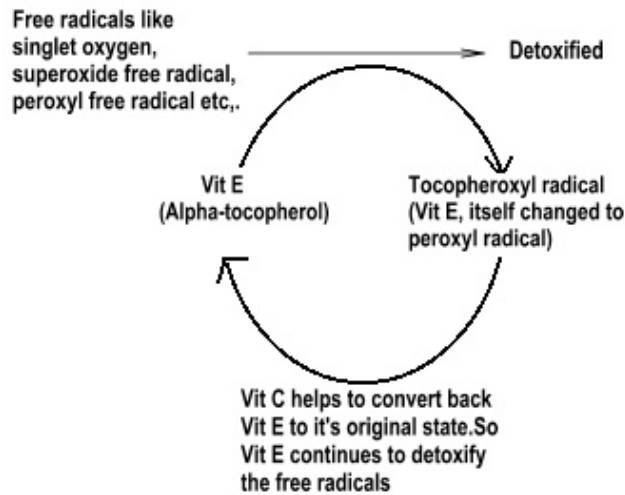 Free radicals like
singlet oxygen,
superoxide free radical,
peroxyl free radical etc,.
Detoxified
Vit E
(Alpha-tocopherol)
Tocopheroxyl radical
(Vit E, itself changed to
peroxyl radical)
Vit C helps to convert back
Vit E to it's original state.So
Vit E continues to detoxify
the free radicals